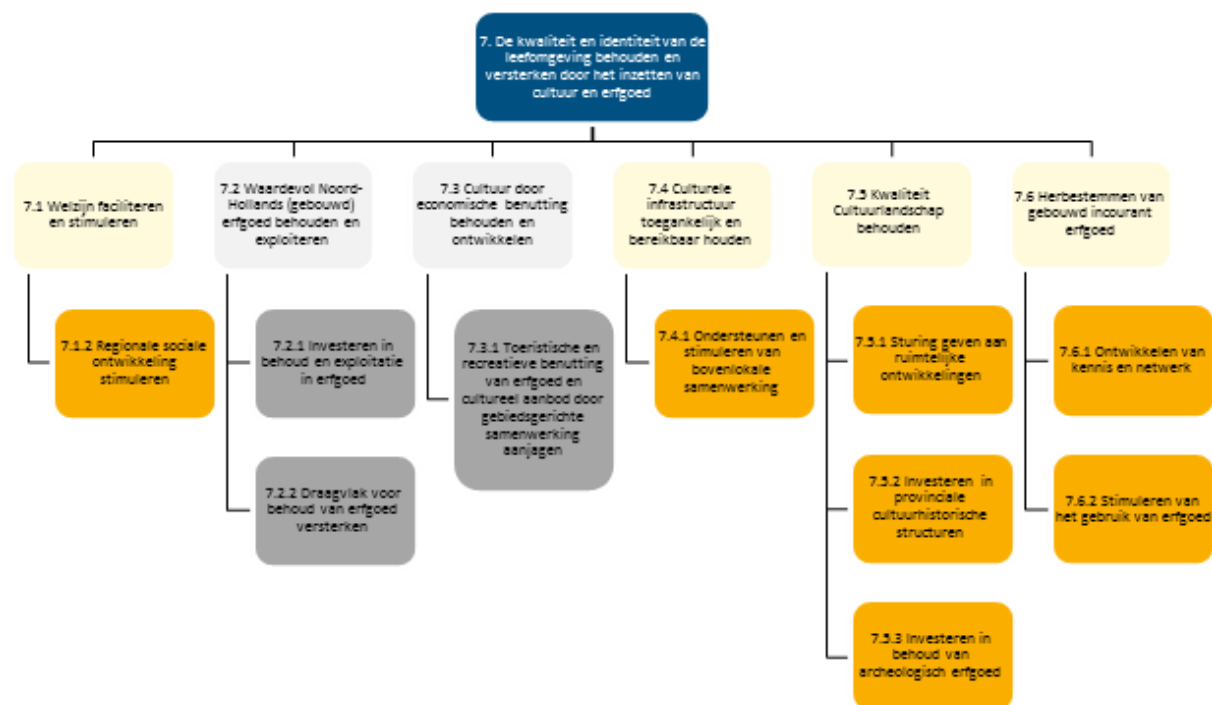 7. De kwaliteit en identiteit van de
leefomgeving behouden en
versterken door het inzetten van
cultuur en erfgoed
7.1 Welzijn faciliteren
en stimuleren
7.1.2 Regionale sociale
ontwikkeling
stimuleren
7.2 Waardevol Noord-
Hollands (gebouwd)
erfgoed behouden en
exploiteren
7.2.1 Investeren in
behoud en exploitatie
in erfgoed
7.2.2 Draagvlak voor
behoud van erfgoed
versterken
7.3 Cultuur door
economische benutting
behouden en
ontwikkelen
7.3.1 Toeristische en
recreatieve benutting
van erfgoed en
cultureel aanbod door
gebiedsgerichte
samenwerking
aanjagen
7.4 Culturele
infrastructuur
toegankelijk en
bereikbaar houden
7.4.1 Ondersteunen en
stimuleren van
bovenlokale
samenwerking
7.5 Kwaliteit
Cultuurlandschap
behouden
7.5.1 Sturing geven aan
ruimtelijke
ontwikkelingen
7.5.2 Investeren in
provinciale
cultuurhistorische
structuren
7.5.3 Investeren in
behoud van
archeologisch erfgoed
7.6 Herbestemmen van
gebouwd incourant
erfgoed
7.6.1 Ontwikkelen van
kennis en netwerk
7.6.2 Stimuleren van
het gebruik van erfgoed